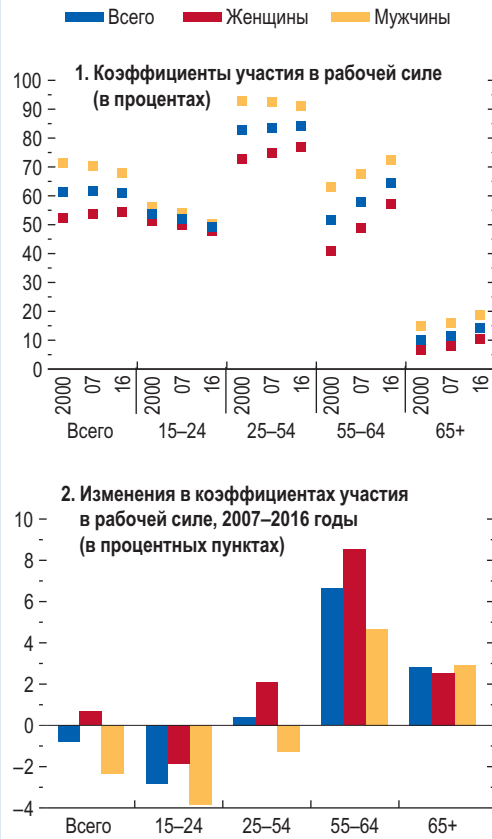 Всего Женщины Мужчины
1. Коэффициенты участия в рабочей силе
(в процентах)
100
90
80
70
60
50
40
30
20
10
0
2000 07 16 2000 07 16 2000 07 16 2000 07 16 2000 07 16
Всего 15–24 25–54 55–64 65+
2. Изменения в коэффициентах участия
в рабочей силе, 2007–2016 годы
(в процентных пунктах)
10
8
6
4
2
0
–2
–4
Всего 15–24 25–54 55–64 65+